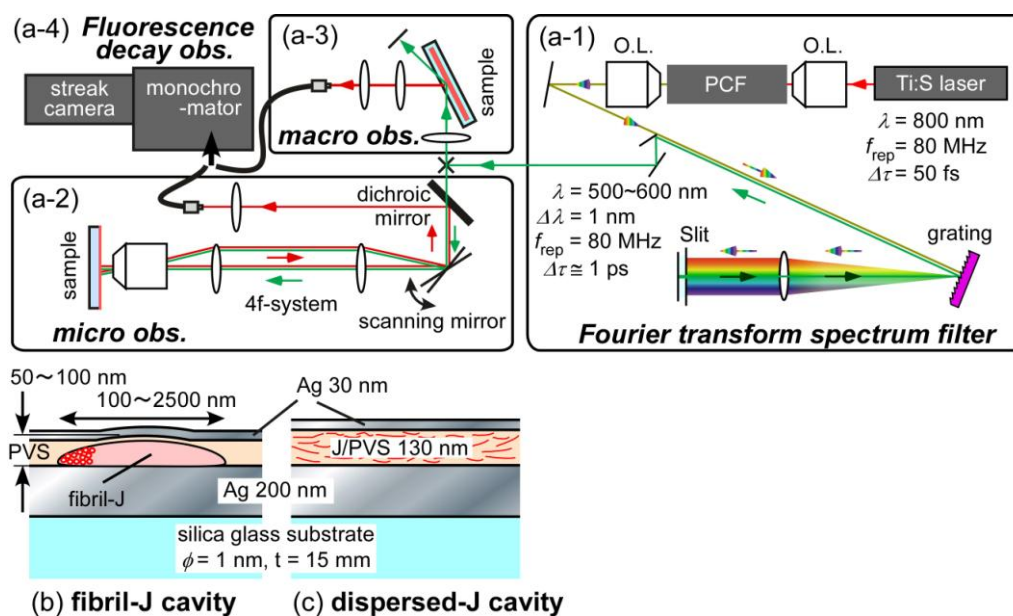 (a-4) Fluorescence
decay obs.
streak
camera
monochro
-mator
(a-3)
sample
macro obs.
(a-1)
O.L.
O.L.
PCF
Ti:S laser
λ = 800 nm
f rep = 80 MHz
Δτ = 50 fs
λ = 500~600 nm
Δλ = 1 nm
f rep = 80 MHz
Δτ ≅ 1 ps
Slit
grating
Fourier transform spectrum filter
(a-2)
dichroic
mirror
sample
4f-system
scanning mirror
micro obs.
50~100 nm
100~2500 nm
Ag 30 nm
PVS
J/PVS 130 nm
fibril-J
Ag 200 nm
silica glass substrate
ϕ = 1 nm, t = 15 mm
(b) fibril-J cavity
(c) dispersed-J cavity